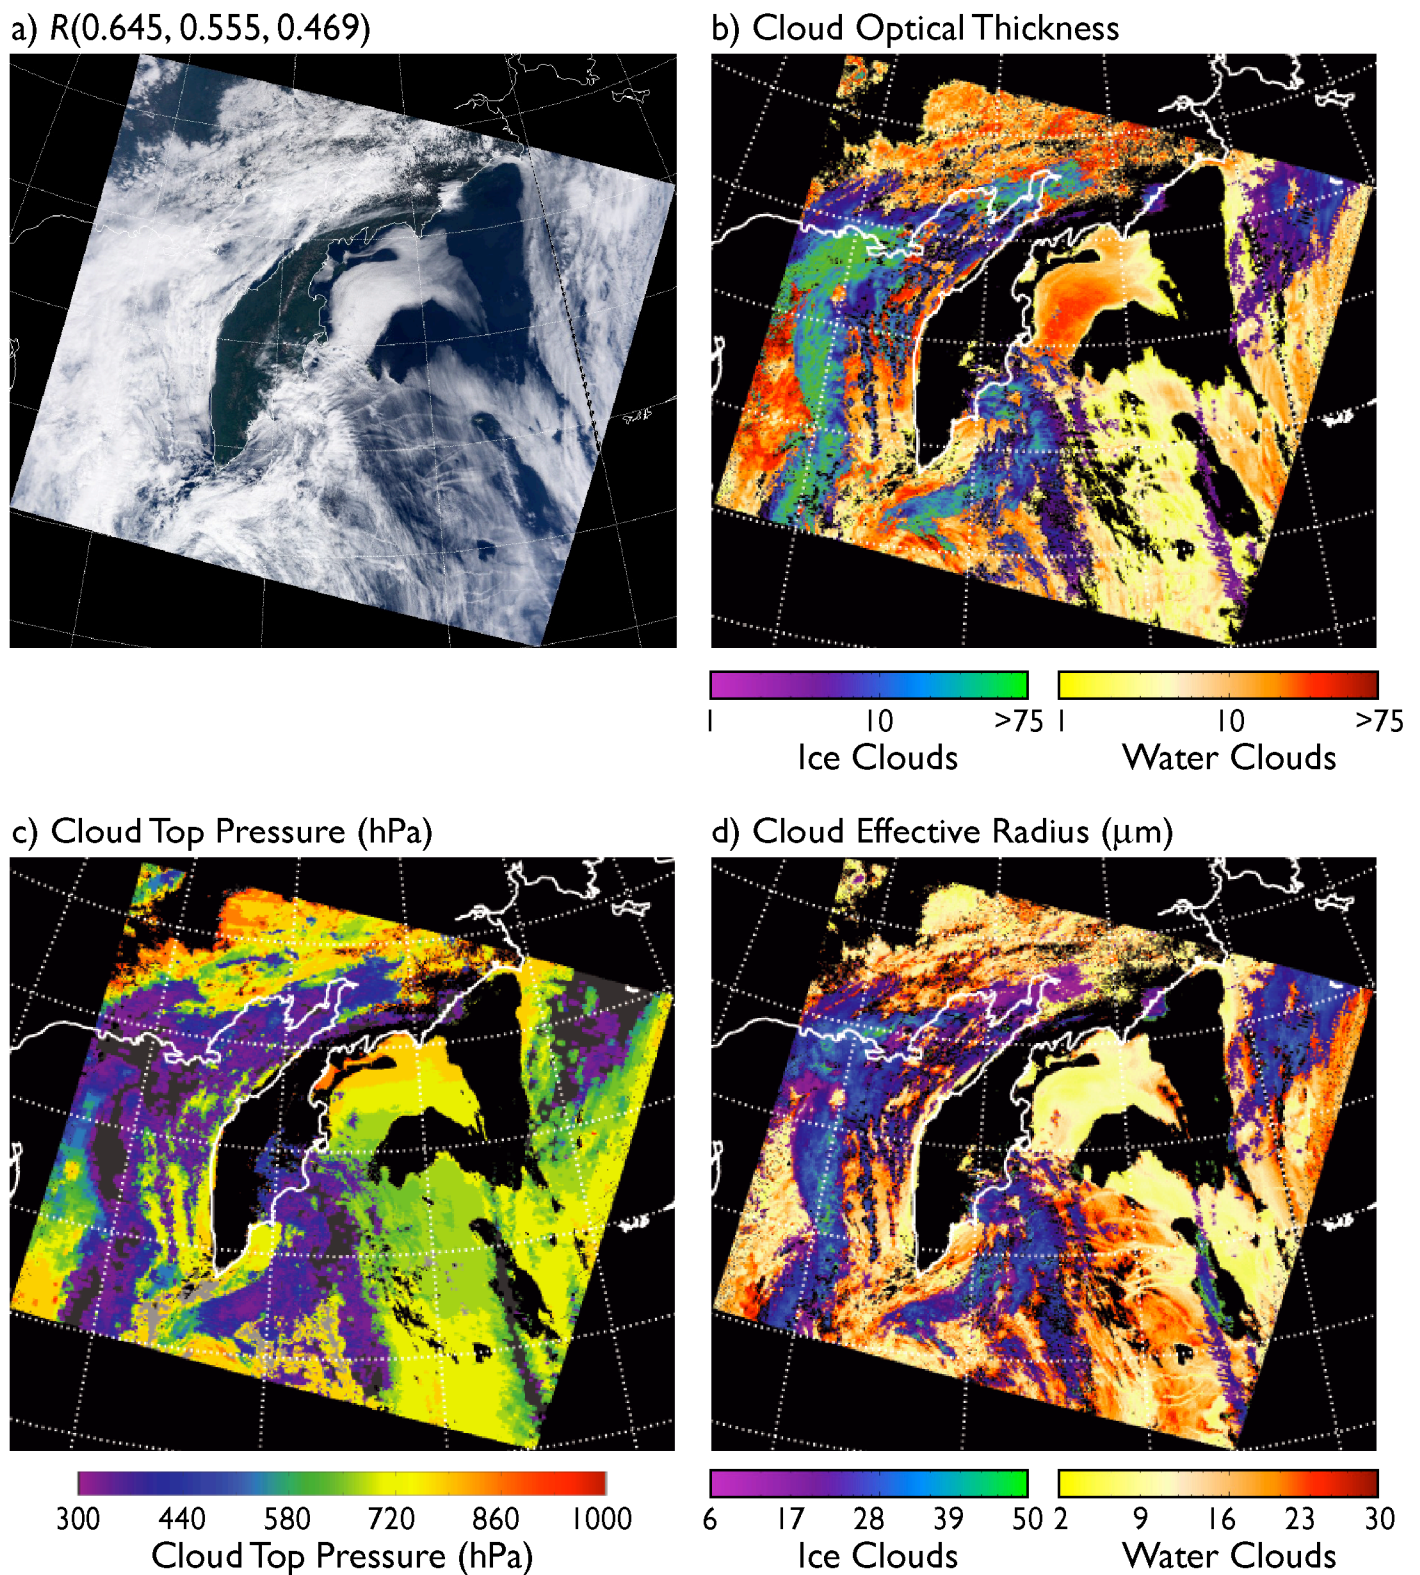 a) R(0.645, 0.555, 0.469)
b) Cloud Optical Thickness
1 10 >75 1 10 >75
Ice Clouds Water Clouds
c) Cloud Top Pressure (hPa)
d) Cloud Effective Radius (μm)
300 440 580 720 860 1000
Cloud Top Pressure (hPa)
6 17 28 39 50 2 9 16 23 30
Ice Clouds Water Clouds